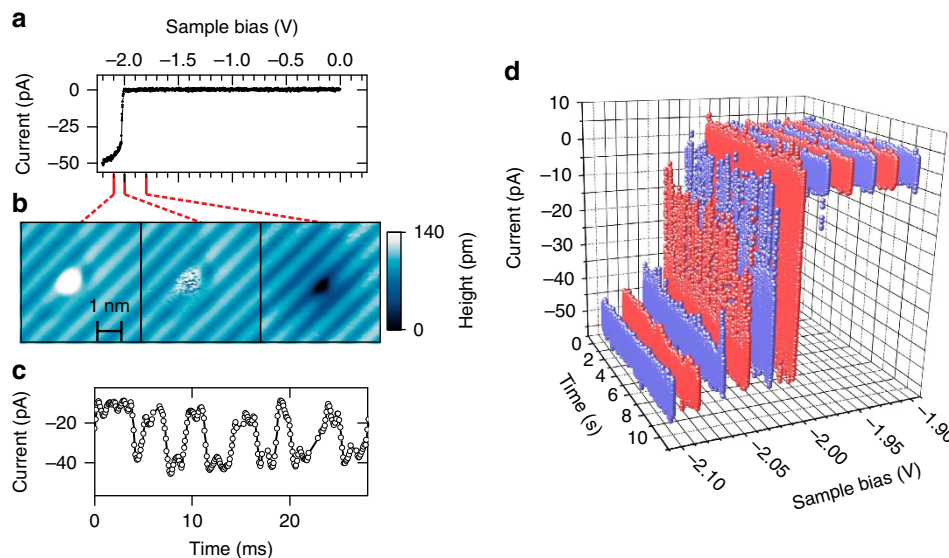 a
Sample bias (V)
−2.0 −1.5 −1.0 −0.5 0.0
Current (pA)
0
−25
−50
b
1 nm
140
0
Height (pm)
c
Current (pA)
−20
−40
0 10 20
Time (ms)
d
Current (pA)
10
0
−10
−20
−30
−40
−50
0
2
4
6
8
10
Time (s)
−2.10
−2.05
−2.00
−1.95
−1.90
Sample bias (V)